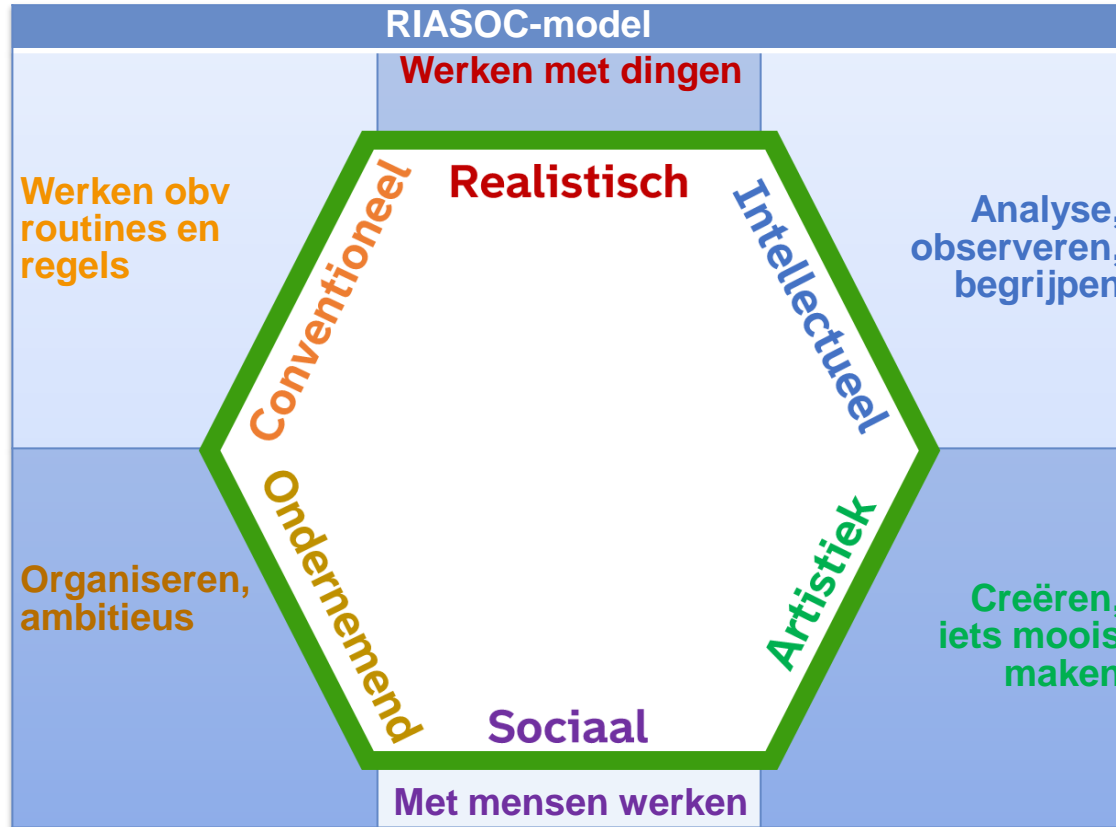 RIASOC-model
Werken met dingen
Realistisch
Conventioneel
Intellectueel
Werken obv
routines en
regels
Analyse,
observeren,
begrijpen
Ondernemend
Artistiek
Organiseren,
ambitieus
Creëren,
iets moois
maken
Sociaal
Met mensen werken